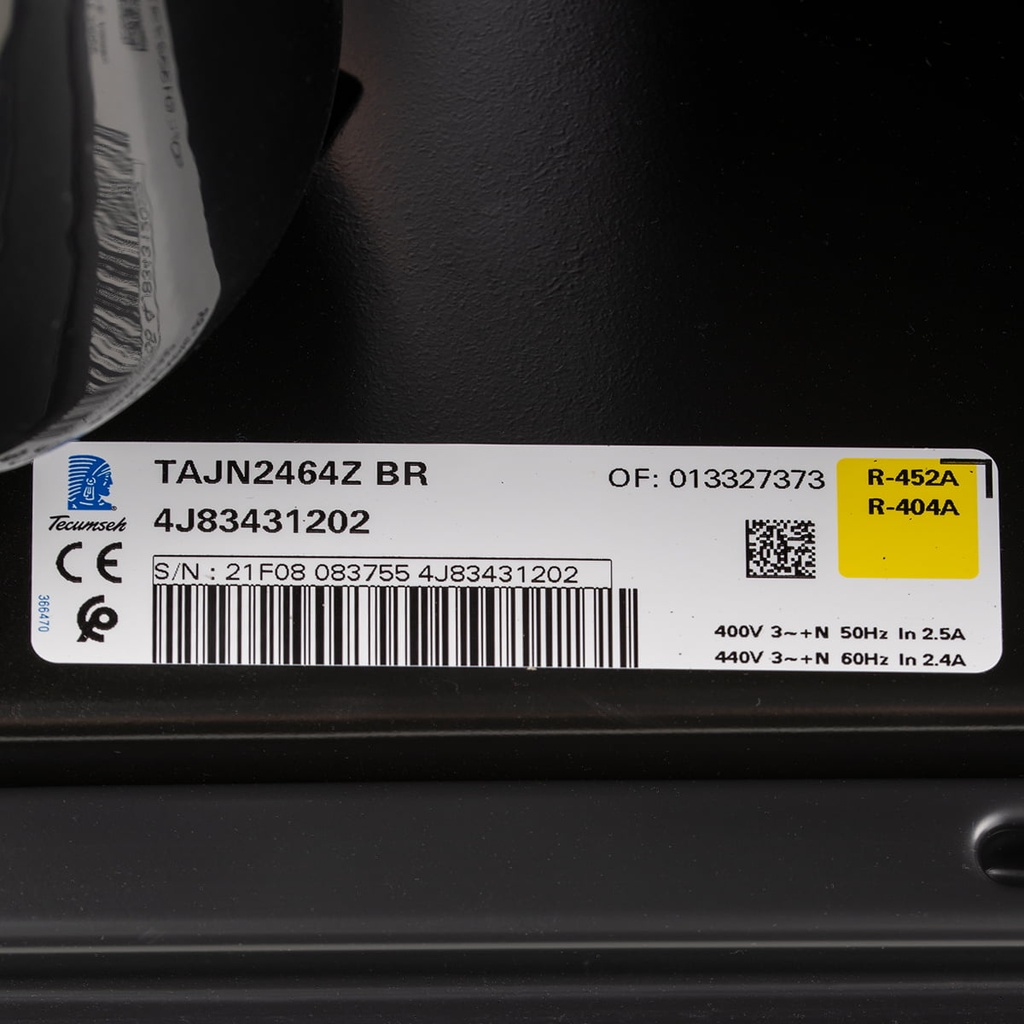 TAJN2464Z BR
4J83431202
OF: 013327373
R-452A
R-404A
Tecumseh
CE
S/N : 21F08 083755 4J83431202
366470
400V 3~+N 50Hz In 2.5A
440V 3~+N 60Hz In 2.4A